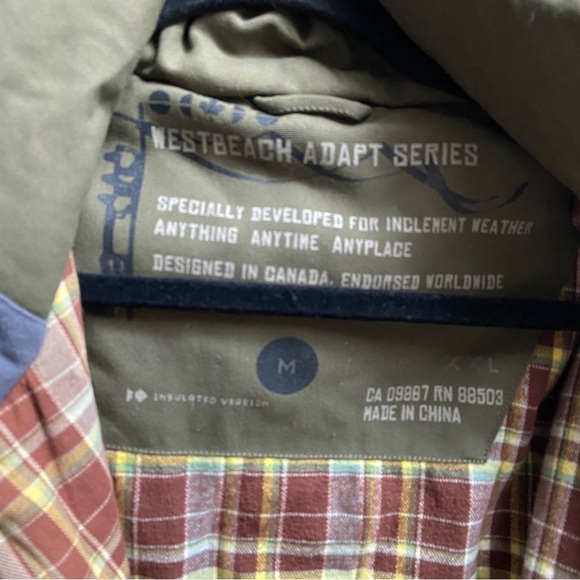 WESTBEACH ADAPT SERIES
SPECIALLY DEVELOPED FOR INCLEMENT WEATHER
ANYTHING ANYTIME ANYPLACE
DESIGNED IN CANADA. ENDORSED WORLDWIDE
M XXL
INSULATED VERSION
CA 09867 RN 88503
MADE IN CHINA